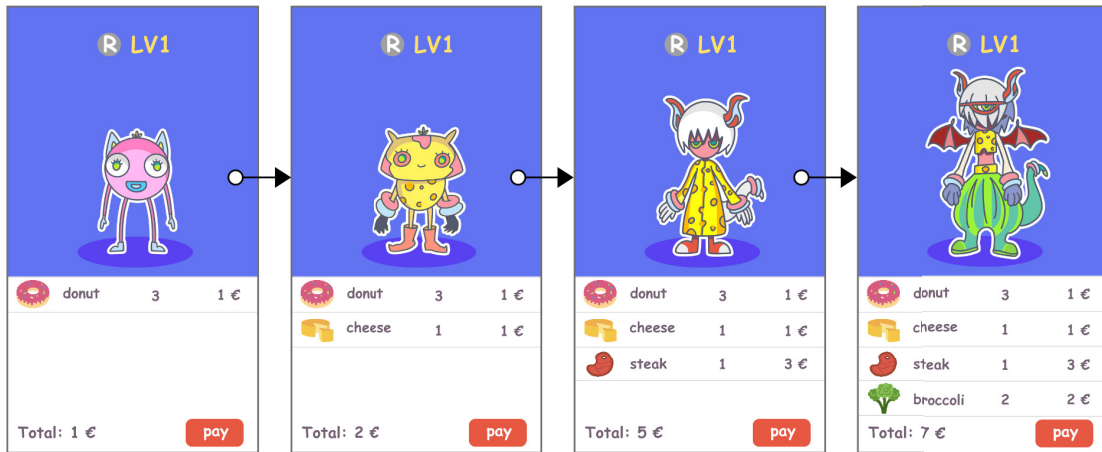 R LV1
donut 3 1 €
Total: 1 € pay
R LV1
donut 3 1 €
cheese 1 1 €
Total: 2 € pay
R LV1
donut 3 1 €
cheese 1 1 €
steak 1 3 €
Total: 5 € pay
R LV1
donut 3 1 €
cheese 1 1 €
steak 1 3 €
broccoli 2 2 €
Total: 7 € pay